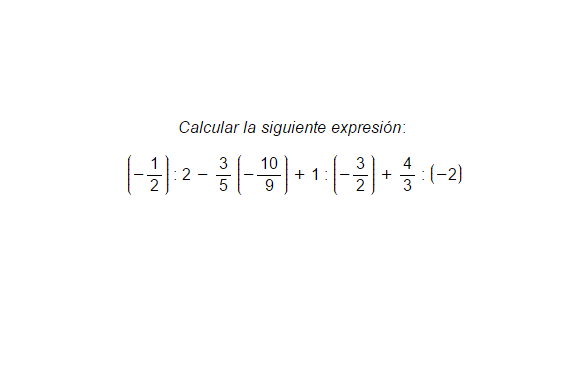 Calcular la siguiente expresión:
(-1/2) : 2 - 3/5 (-10/9) + 1 : (-3/2) + 4/3 : (-2)